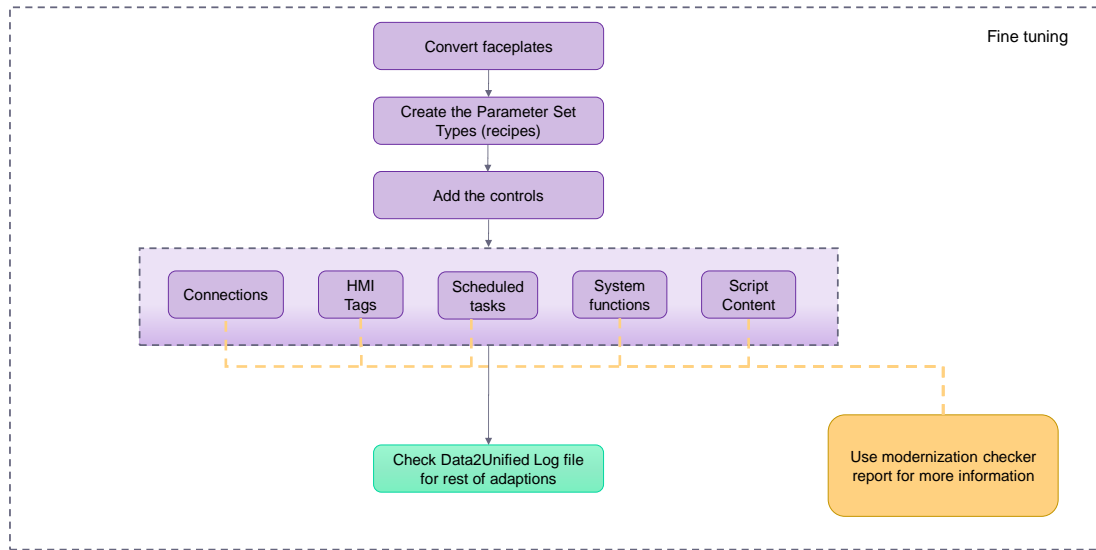 Fine tuning
Convert faceplates
Create the Parameter Set
Types (recipes)
Add the controls
Connections
HMI
Tags
Scheduled
tasks
System
functions
Script
Content
Check Data2Unified Log file
for rest of adaptions
Use modernization checker
report for more information